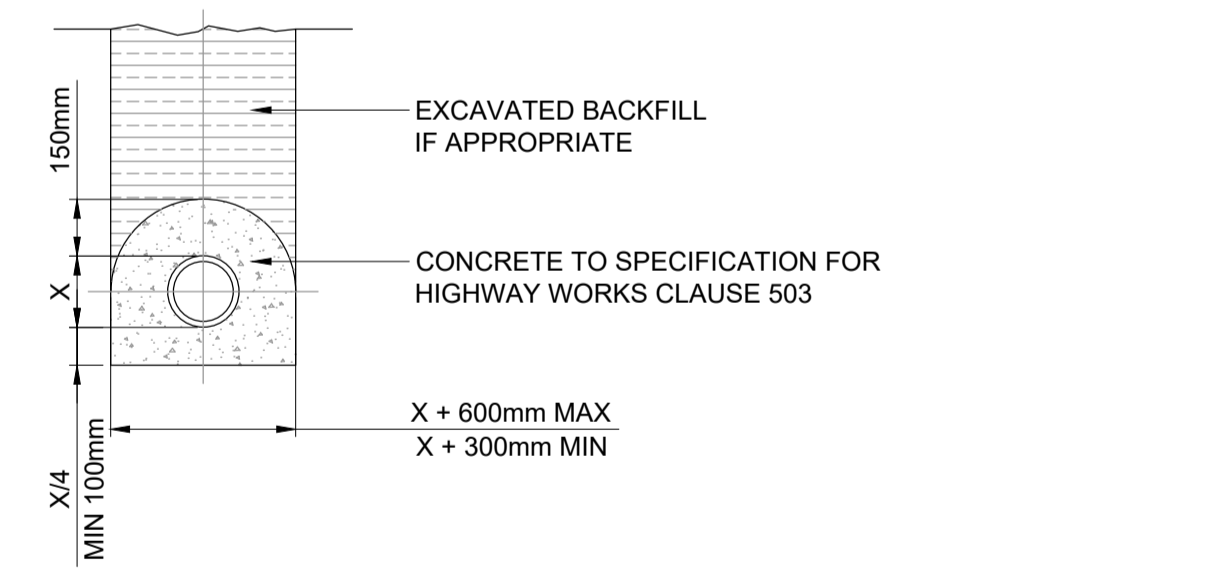 150mm
EXCAVATED BACKFILL
IF APPROPRIATE
X
CONCRETE TO SPECIFICATION FOR
HIGHWAY WORKS CLAUSE 503
X + 600mm MAX
X + 300mm MIN
X/4
MIN 100mm